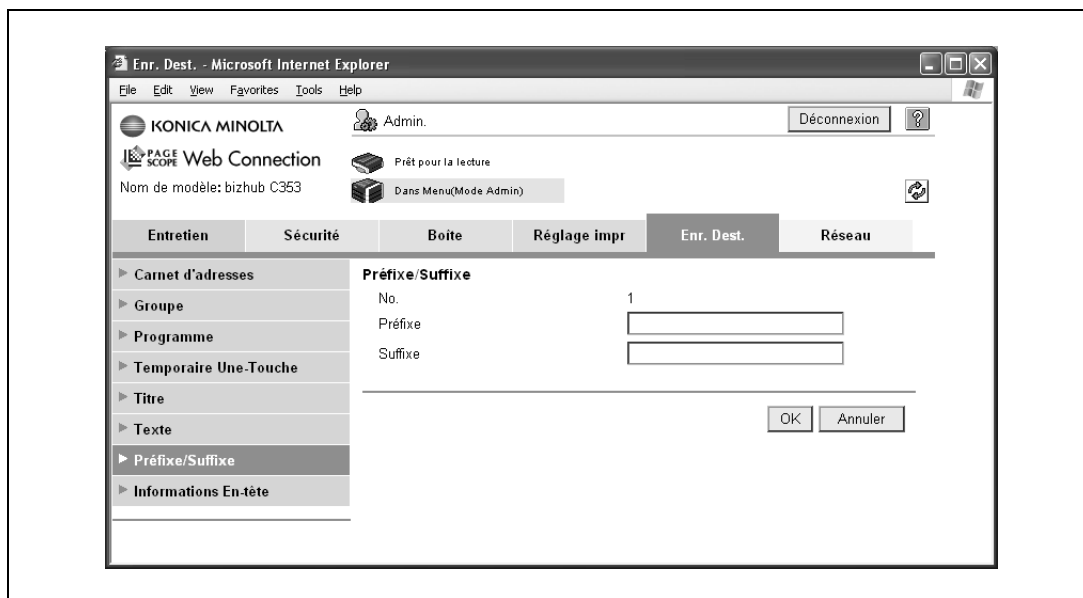 Enr. Dest. - Microsoft Internet Explorer
File Edit View Favorites Tools Help
KONICA MINOLTA
Admin.
Déconnexion
?
PAGE SCOPE Web Connection
Prêt pour la lecture
Nom de modèle: bizhub C353
Dans Menu(Mode Admin)
Entretien Sécurité Boite Réglage impr Enr. Dest. Réseau
Carnet d'adresses
Groupe
Programme
Temporaire Une-Touche
Titre
Texte
Préfixe/Suffixe
Informations En-tête
Préfixe/Suffixe
No. 1
Préfixe
Suffixe
OK Annuler